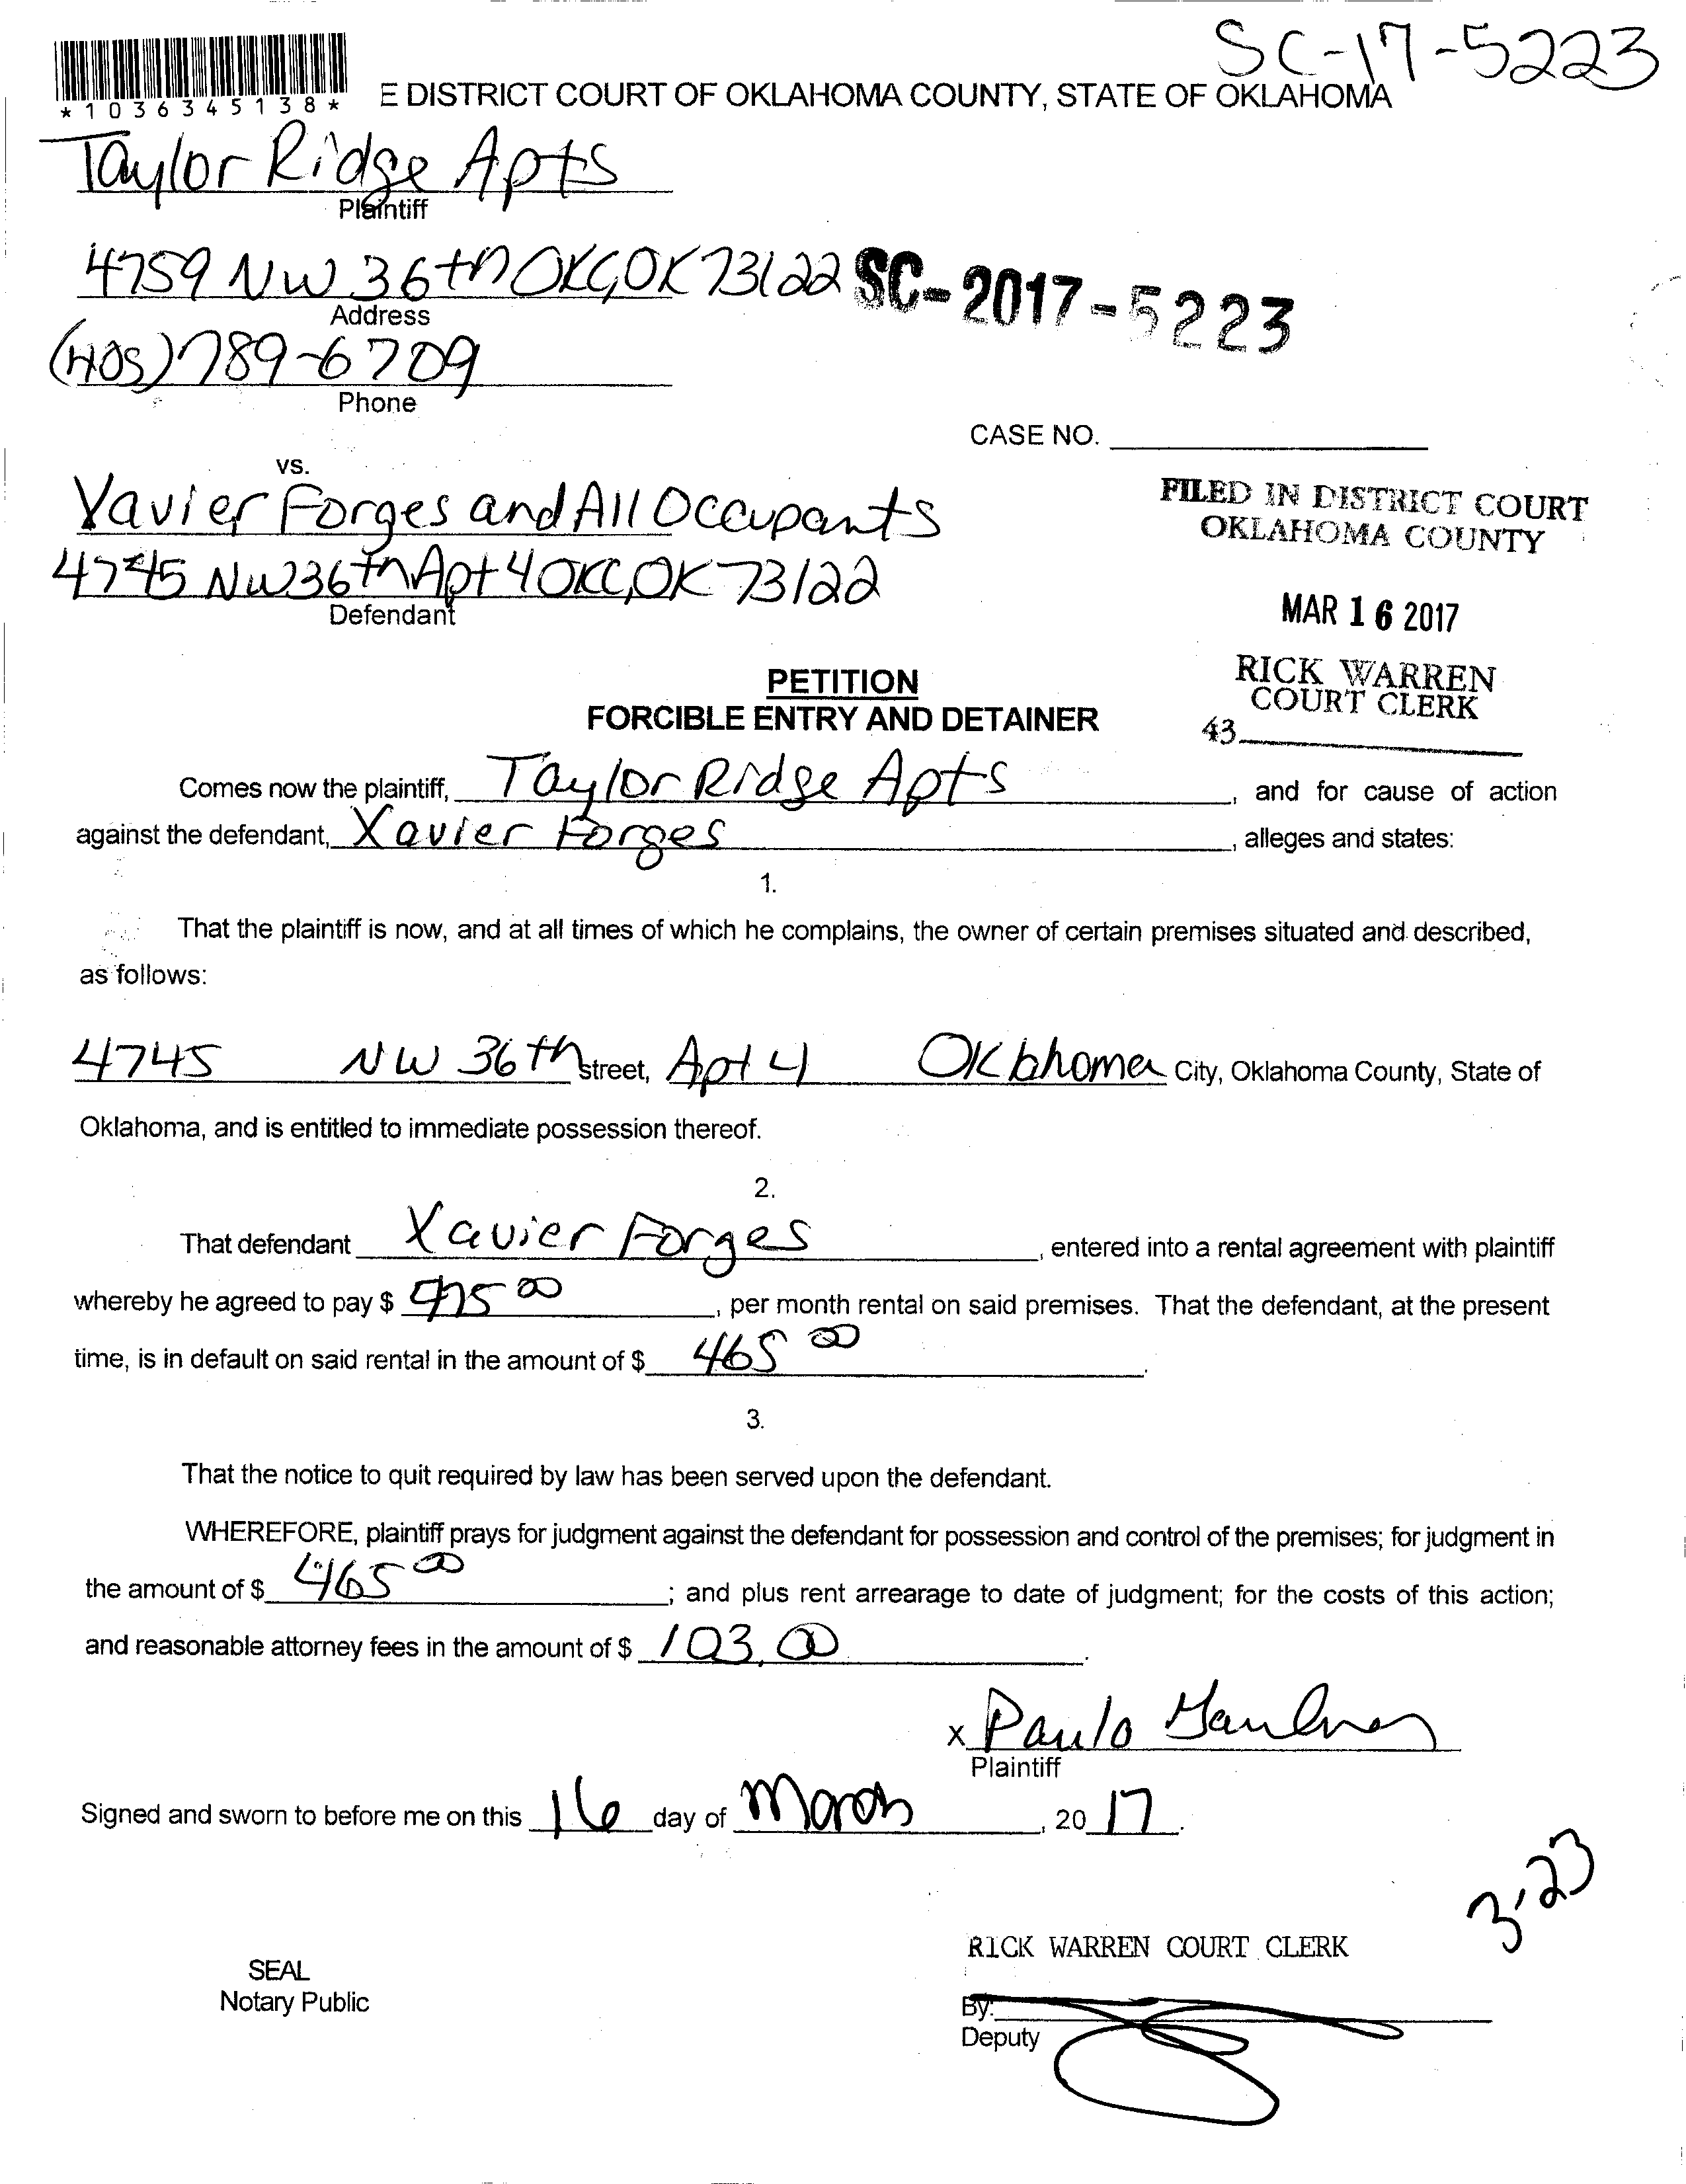 SC-17-5223
*1036345138*
E DISTRICT COURT OF OKLAHOMA COUNTY, STATE OF OKLAHOMA
Taylor Ridge Apts
Plaintiff
4759 NW 36th OKC, OK 73122
SC-2017-5223
Address
(405) 789-6709
Phone
CASE NO.
vs.
Xavier Forges and All Occupants
4745 NW 36th Apt 4 OKC, OK 73122
Defendant
FILED IN DISTRICT COURT
OKLAHOMA COUNTY
MAR 16 2017
RICK WARREN
COURT CLERK
43
PETITION
FORCIBLE ENTRY AND DETAINER
Comes now the plaintiff, Taylor Ridge Apts, and for cause of action
against the defendant, Xavier Forges, alleges and states:
1.
That the plaintiff is now, and at all times of which he complains, the owner of certain premises situated and described,
as follows:
4745 NW 36th street, Apt 4 Oklahoma City, Oklahoma County, State of
Oklahoma, and is entitled to immediate possession thereof.
2.
That defendant Xavier Forges, entered into a rental agreement with plaintiff
whereby he agreed to pay $, per month rental on said premises. That the defendant, at the present
time, is in default on said rental in the amount of $ 465 00.
3.
That the notice to quit required by law has been served upon the defendant.
WHEREFORE, plaintiff prays for judgment against the defendant for possession and control of the premises; for judgment in
the amount of $ 465 00; and plus rent arrearage to date of judgment; for the costs of this action;
and reasonable attorney fees in the amount of $ 103.00.
x Paula
Plaintiff
Signed and sworn to before me on this 16 day of March, 2017.
3-23
RICK WARREN COURT CLERK
SEAL
Notary Public
By:
Deputy